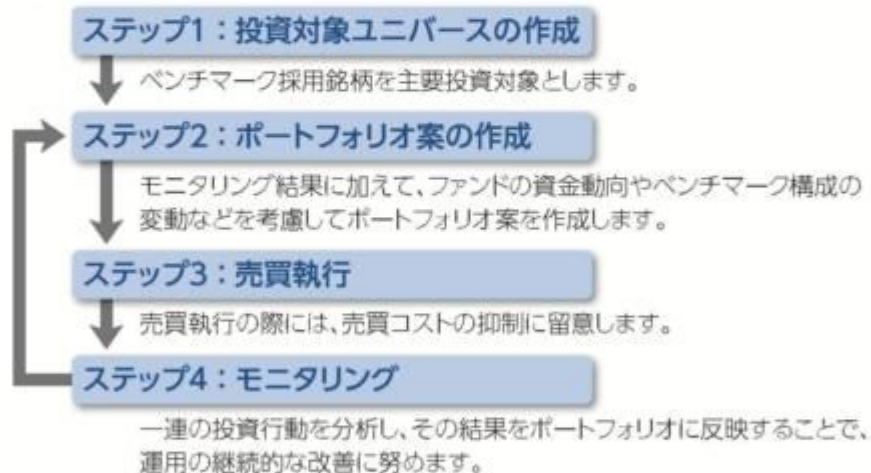 ステップ1：投資対象ユニバースの作成
ベンチマーク採用銘柄を主要投資対象とします。
ステップ2：ポートフォリオ案の作成
モニタリング結果に加えて、ファンドの資金動向やベンチマーク構成の
変動などを考慮してポートフォリオ案を作成します。
ステップ3：売買執行
売買執行の際には、売買コストの抑制に留意します。
ステップ4：モニタリング
一連の投資行動を分析し、その結果をポートフォリオに反映することで、
運用の継続的な改善に努めます。